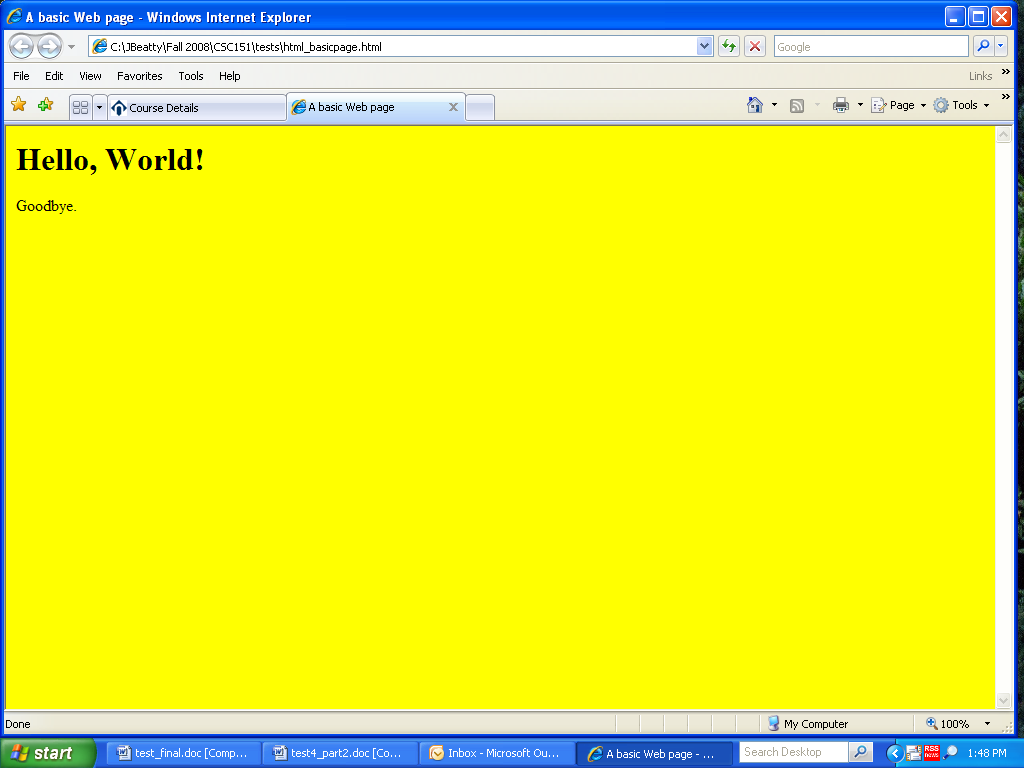 A basic Web page - Windows Internet Explorer
C:\JBeatty\Fall 2008\CSC151\tests\html_basicpage.html
Google
File Edit View Favorites Tools Help
Links »
Course Details
A basic Web page
Page
Tools
»
Hello, World!
Goodbye.
Done
My Computer
100%
start
test_final.doc [Comp...
test4_part2.doc [Co...
Inbox - Microsoft Ou...
A basic Web page - ...
Search Desktop
RSS
news
1:48 PM